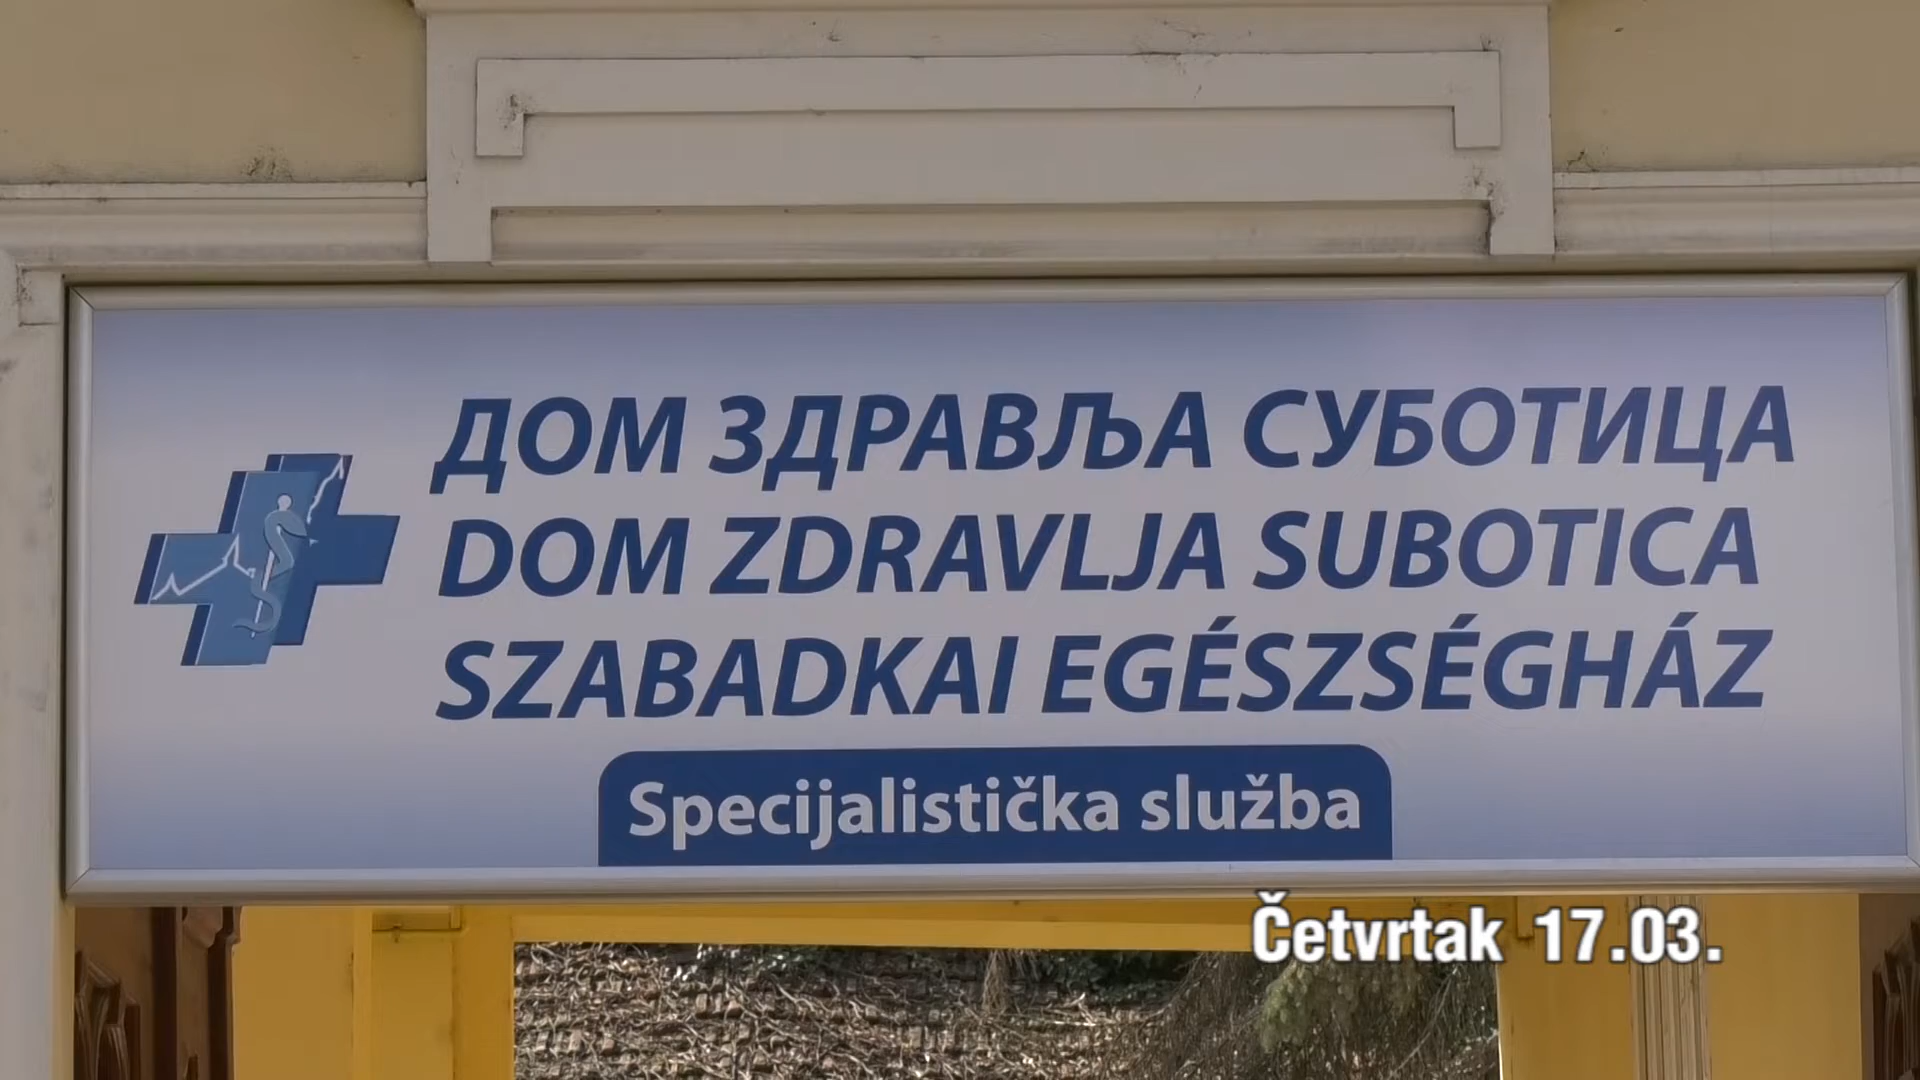 ДОМ ЗДРАВЉА СУБОТИЦА
DOM ZDRAVLJA SUBOTICA
SZABADKAI EGÉSZSÉGHÁZ
Specijalistička služba
Četvrtak 17.03.